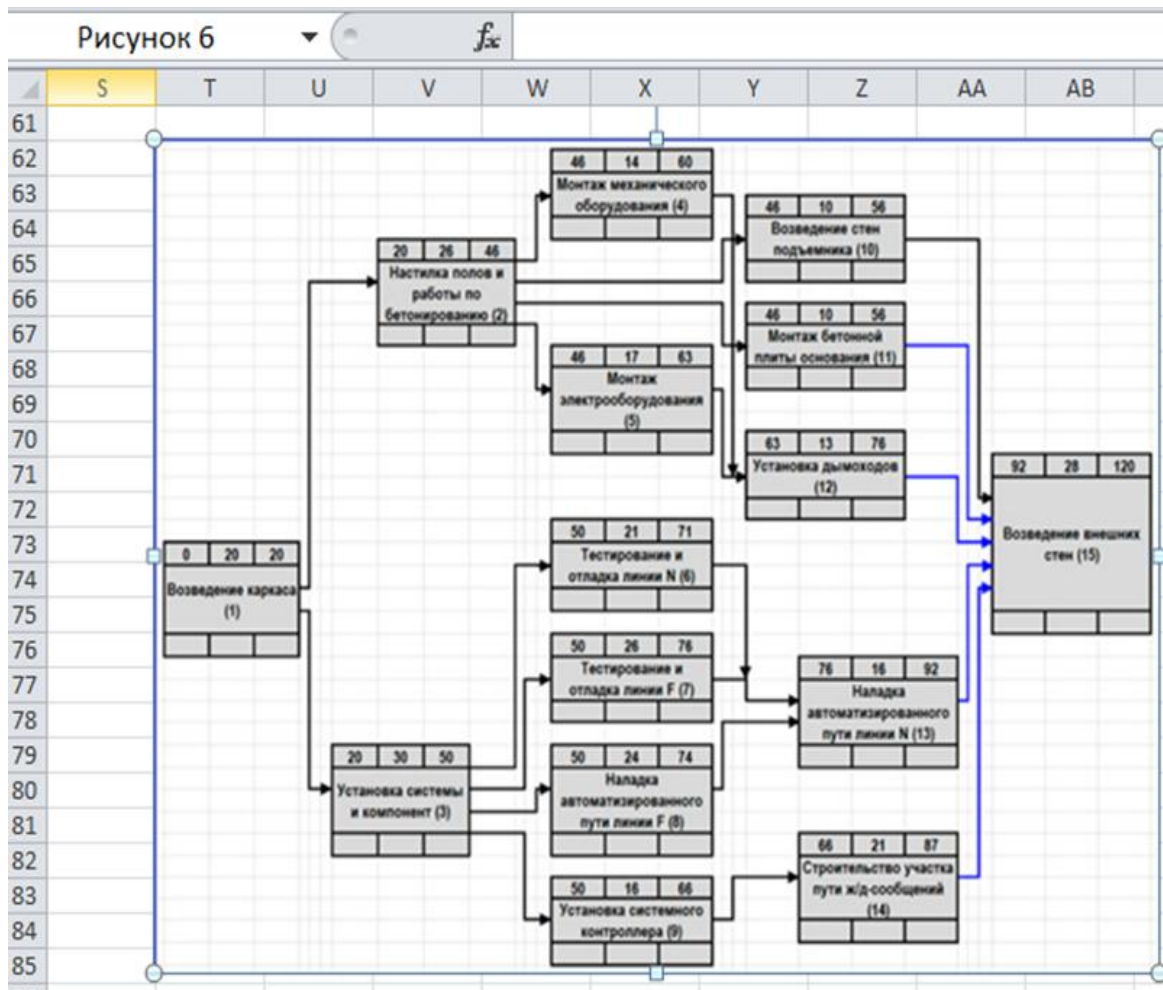 Рисунок 6
fx
S T U V W X Y Z AA AB
61
62
63
64
65
66
67
68
69
70
71
72
73
74
75
76
77
78
79
80
81
82
83
84
85
0 20 20
Возведение каркаса
(1)
20 26 46
Настилка полов и
работы по
бетонированию (2)
20 30 50
Установка системы
и компонент (3)
46 14 60
Монтаж механического
оборудования (4)
46 17 63
Монтаж
электрооборудования
(5)
50 21 71
Тестирование и
отладка линии N (6)
50 26 76
Тестирование и
отладка линии F (7)
50 24 74
Наладка
автоматизированного
пути линии F (8)
50 16 66
Установка системного
контроллера (9)
46 10 56
Возведение стен
подъемника (10)
46 10 56
Монтаж бетонной
плиты основания (11)
63 13 76
Установка дымоходов
(12)
76 16 92
Наладка
автоматизированного
пути линии N (13)
66 21 87
Строительство участка
пути ж/д-сообщений
(14)
92 28 120
Возведение внешних
стен (15)